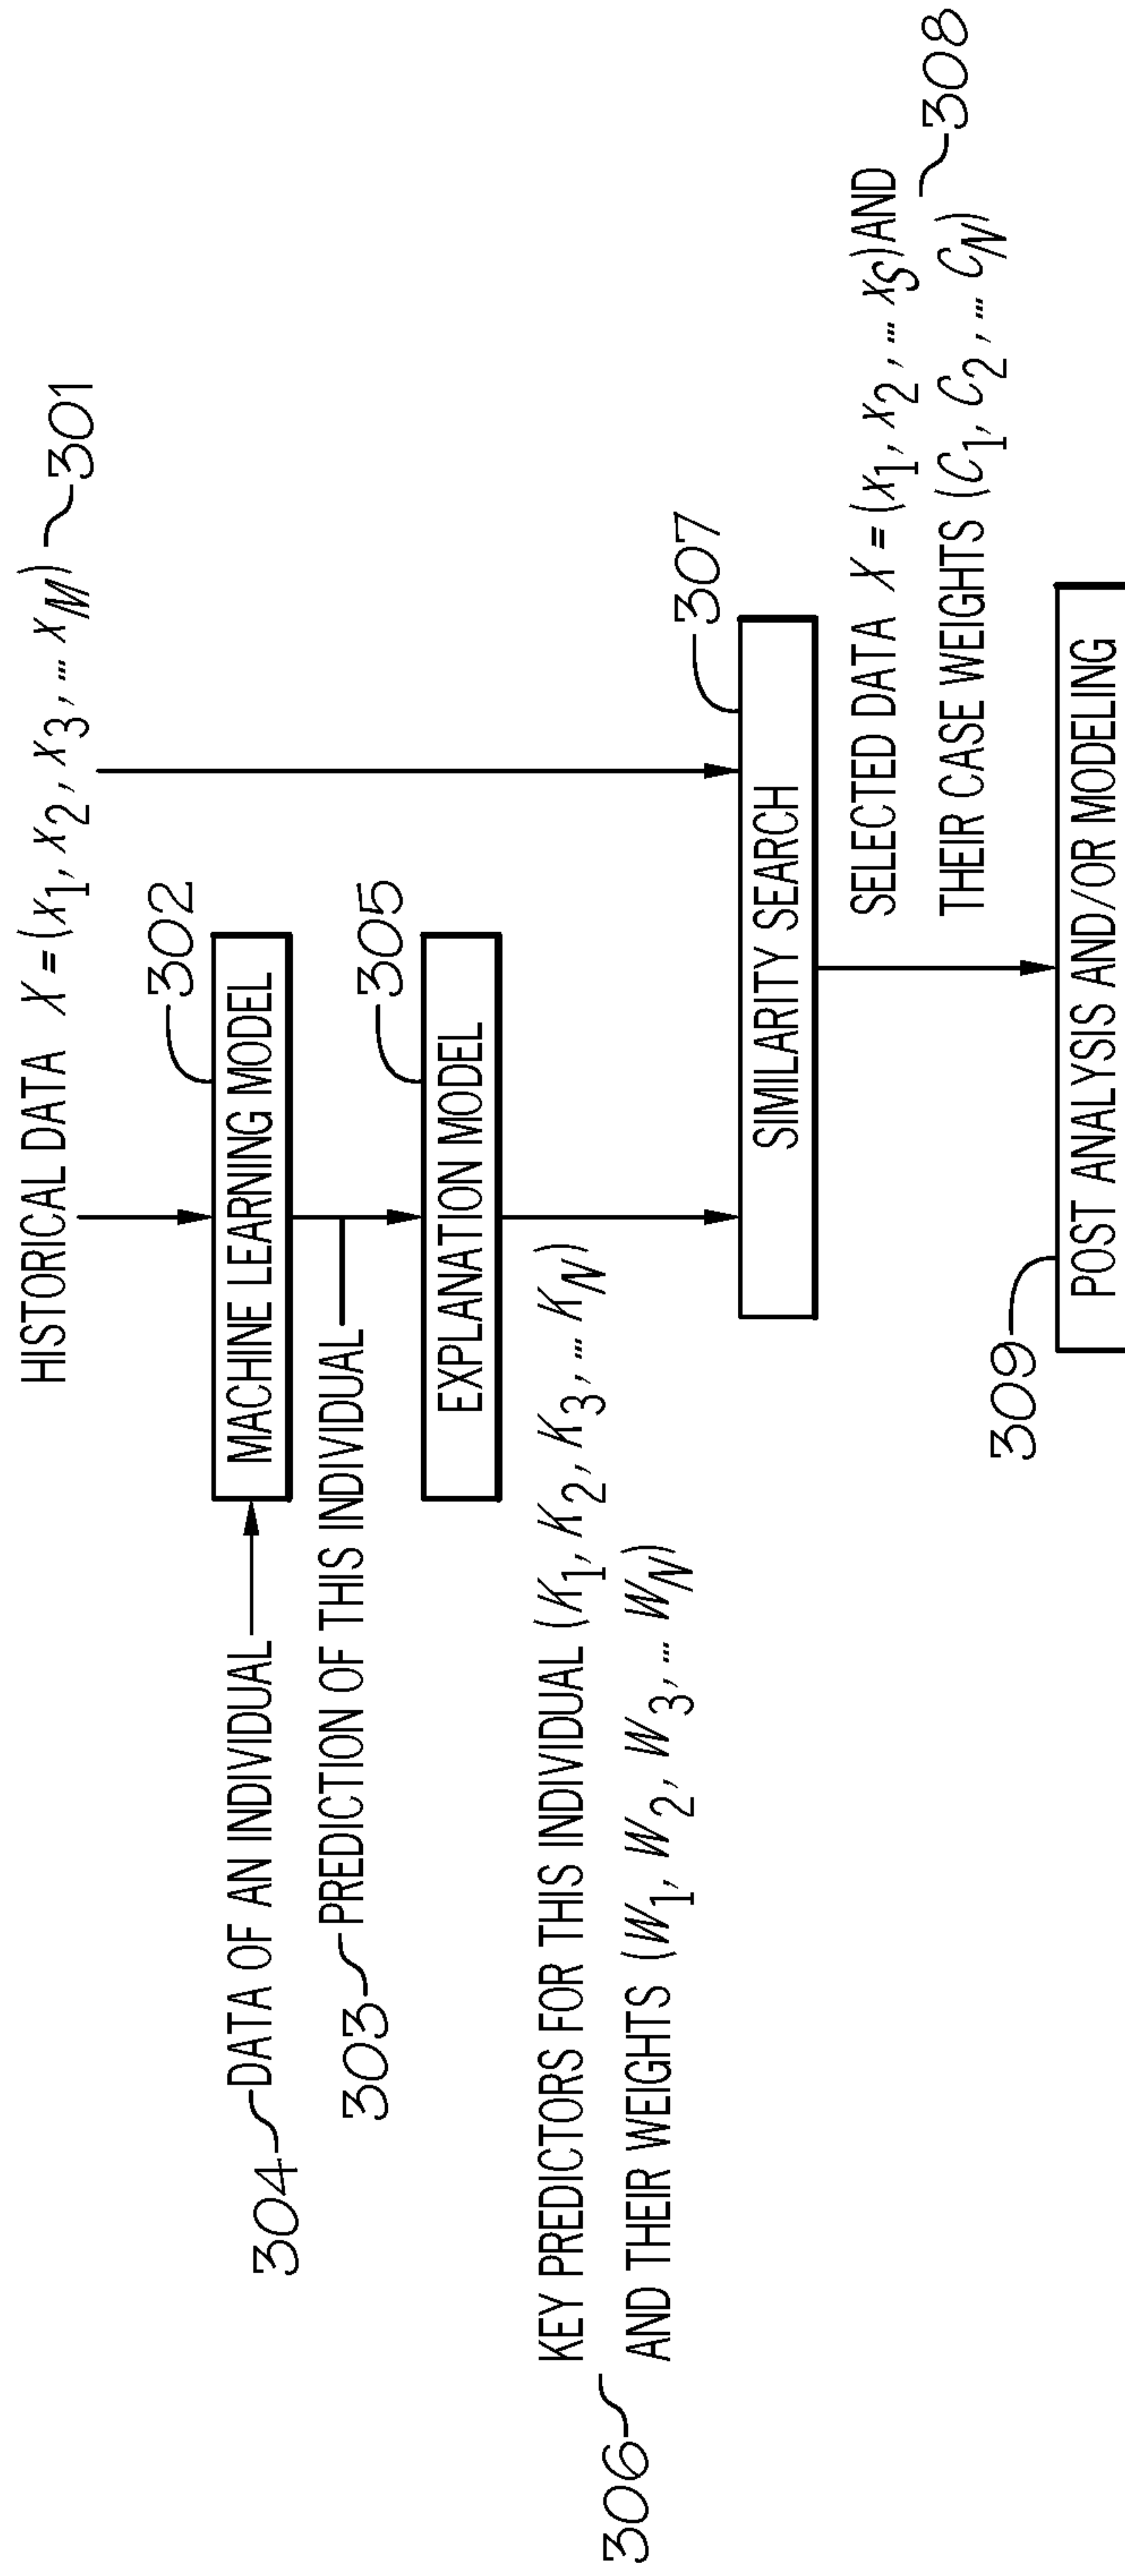 HISTORICAL DATA X = (x1, x2, x3, ... xM) 301
302
MACHINE LEARNING MODEL
304 DATA OF AN INDIVIDUAL
303 PREDICTION OF THIS INDIVIDUAL
305
EXPLANATION MODEL
306 KEY PREDICTORS FOR THIS INDIVIDUAL (K1, K2, K3, ... KN)
AND THEIR WEIGHTS (W1, W2, W3, ... WN)
307
SIMILARITY SEARCH
SELECTED DATA X = (x1, x2, ... xS) AND
THEIR CASE WEIGHTS (C1, C2, ... CN) 308
309
POST ANALYSIS AND/OR MODELING